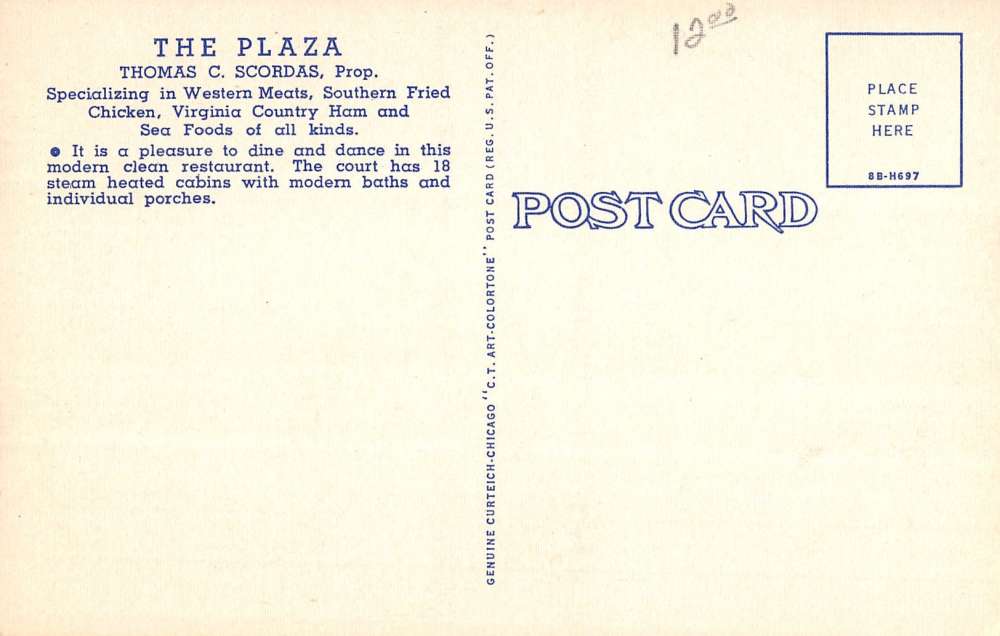 THE PLAZA
THOMAS C. SCORDAS, Prop.
Specializing in Western Meats, Southern Fried
Chicken, Virginia Country Ham and
Sea Foods of all kinds.
● It is a pleasure to dine and dance in this
modern clean restaurant. The court has 18
steam heated cabins with modern baths and
individual porches.
GENUINE CURTEICH-CHICAGO "C.T. ART-COLORTONE" POST CARD (REG. U.S. PAT. OFF.)
12⁰⁰
POST CARD
PLACE
STAMP
HERE
8B-H697